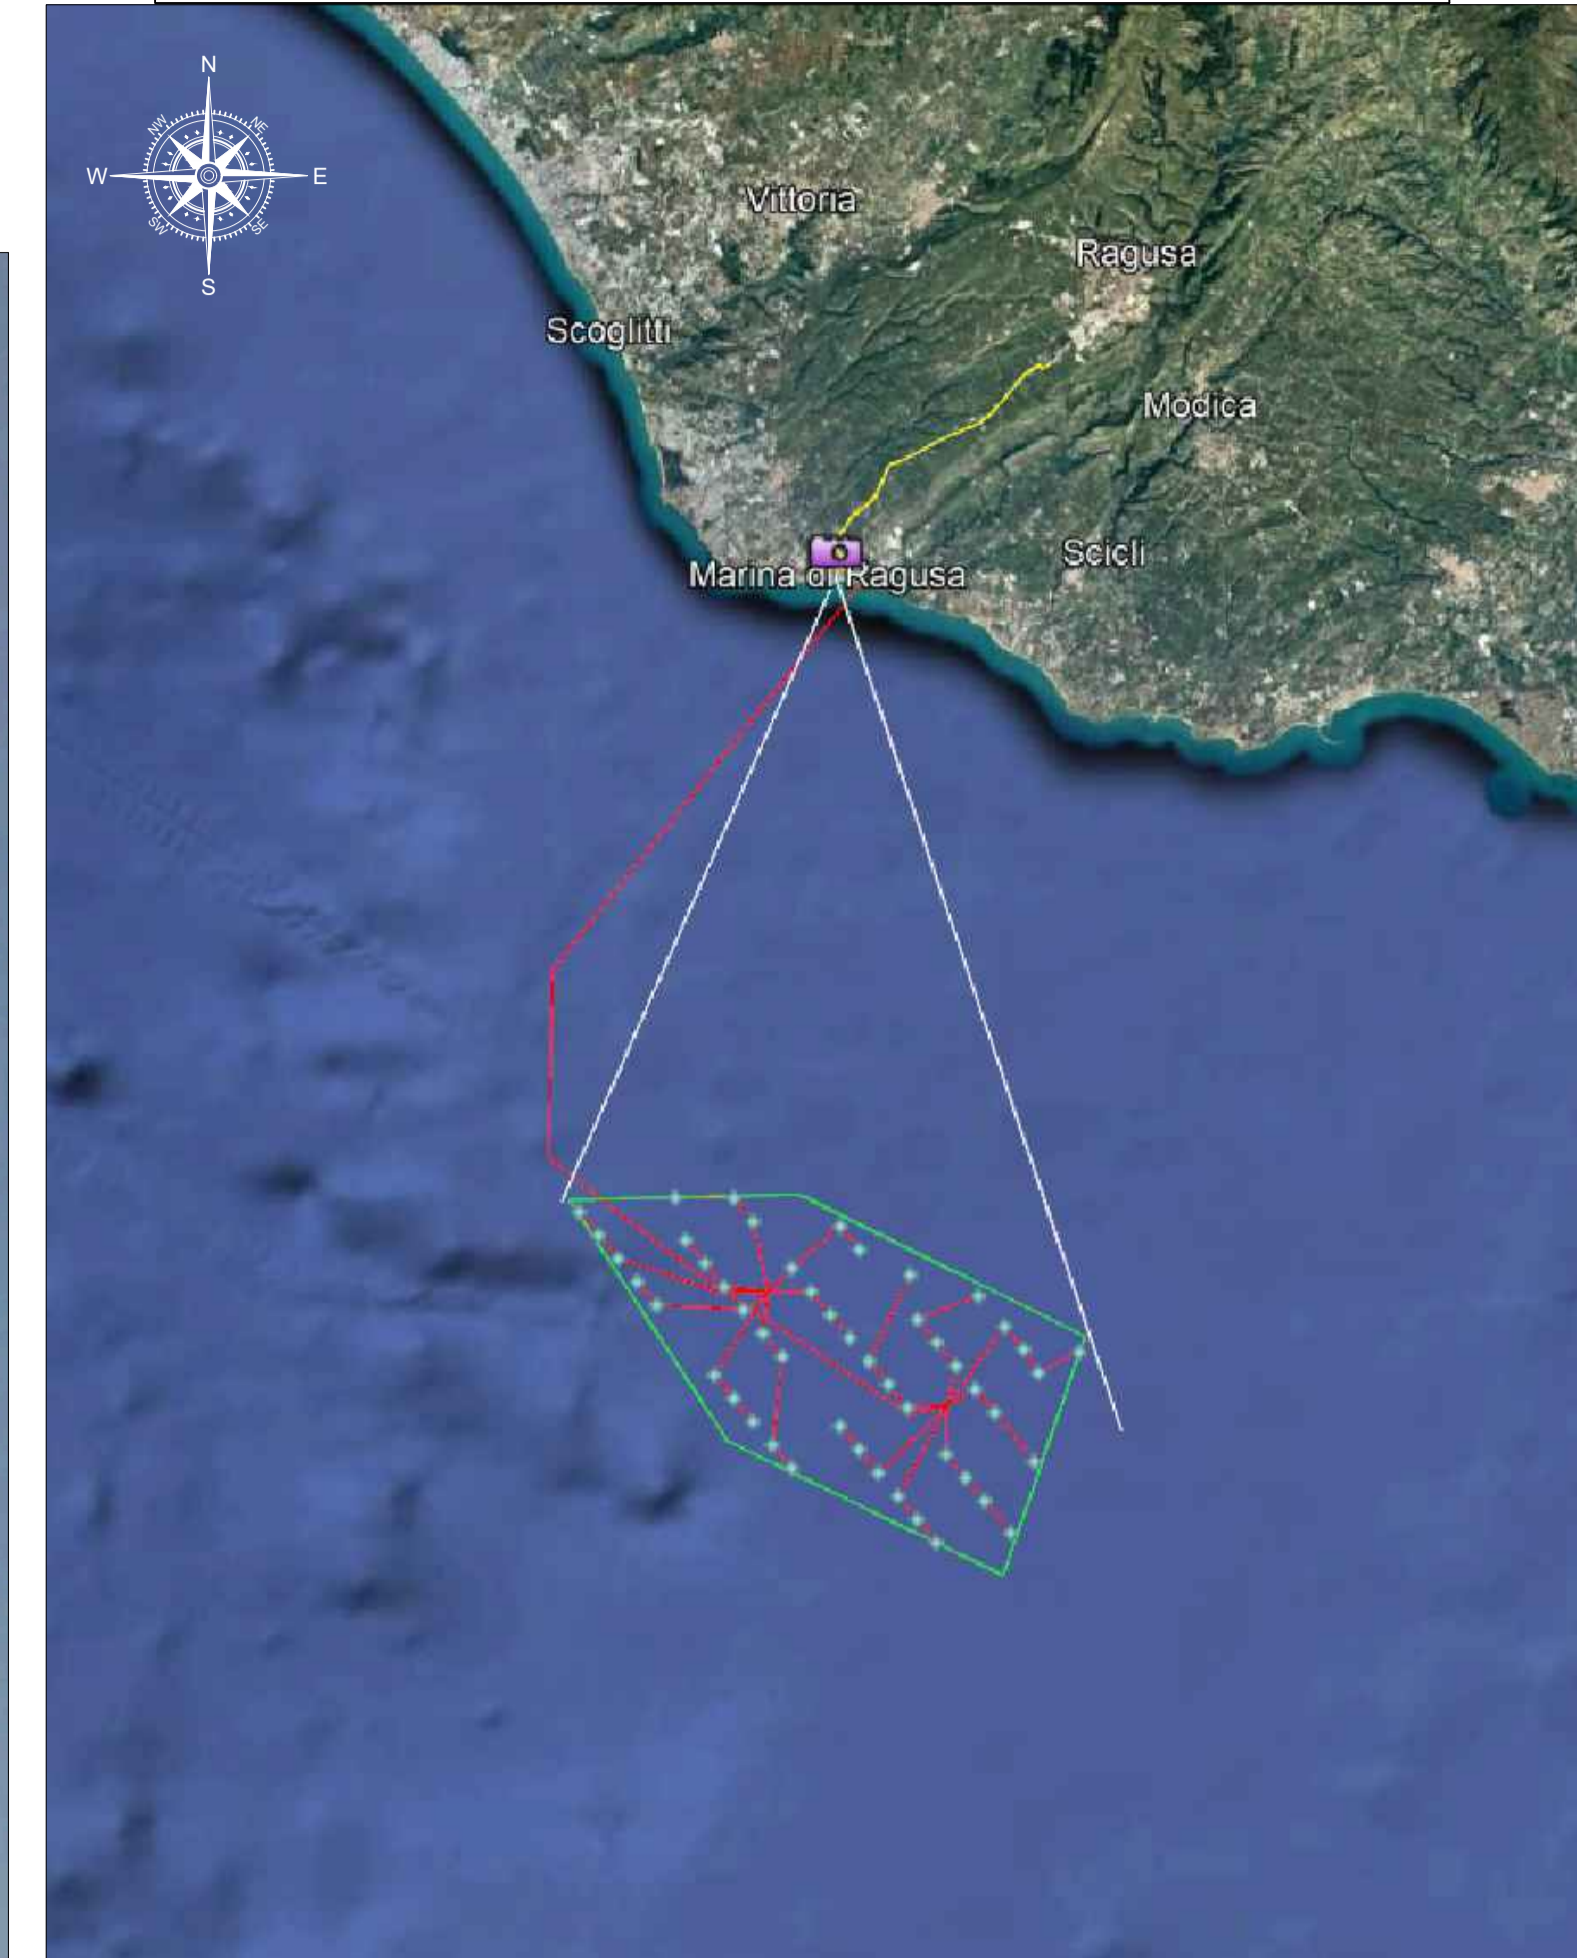 N
NW
NE
W
E
SW
SE
S
Vittoria
Ragusa
Scoglitti
Modica
Scicli
Marina di Ragusa